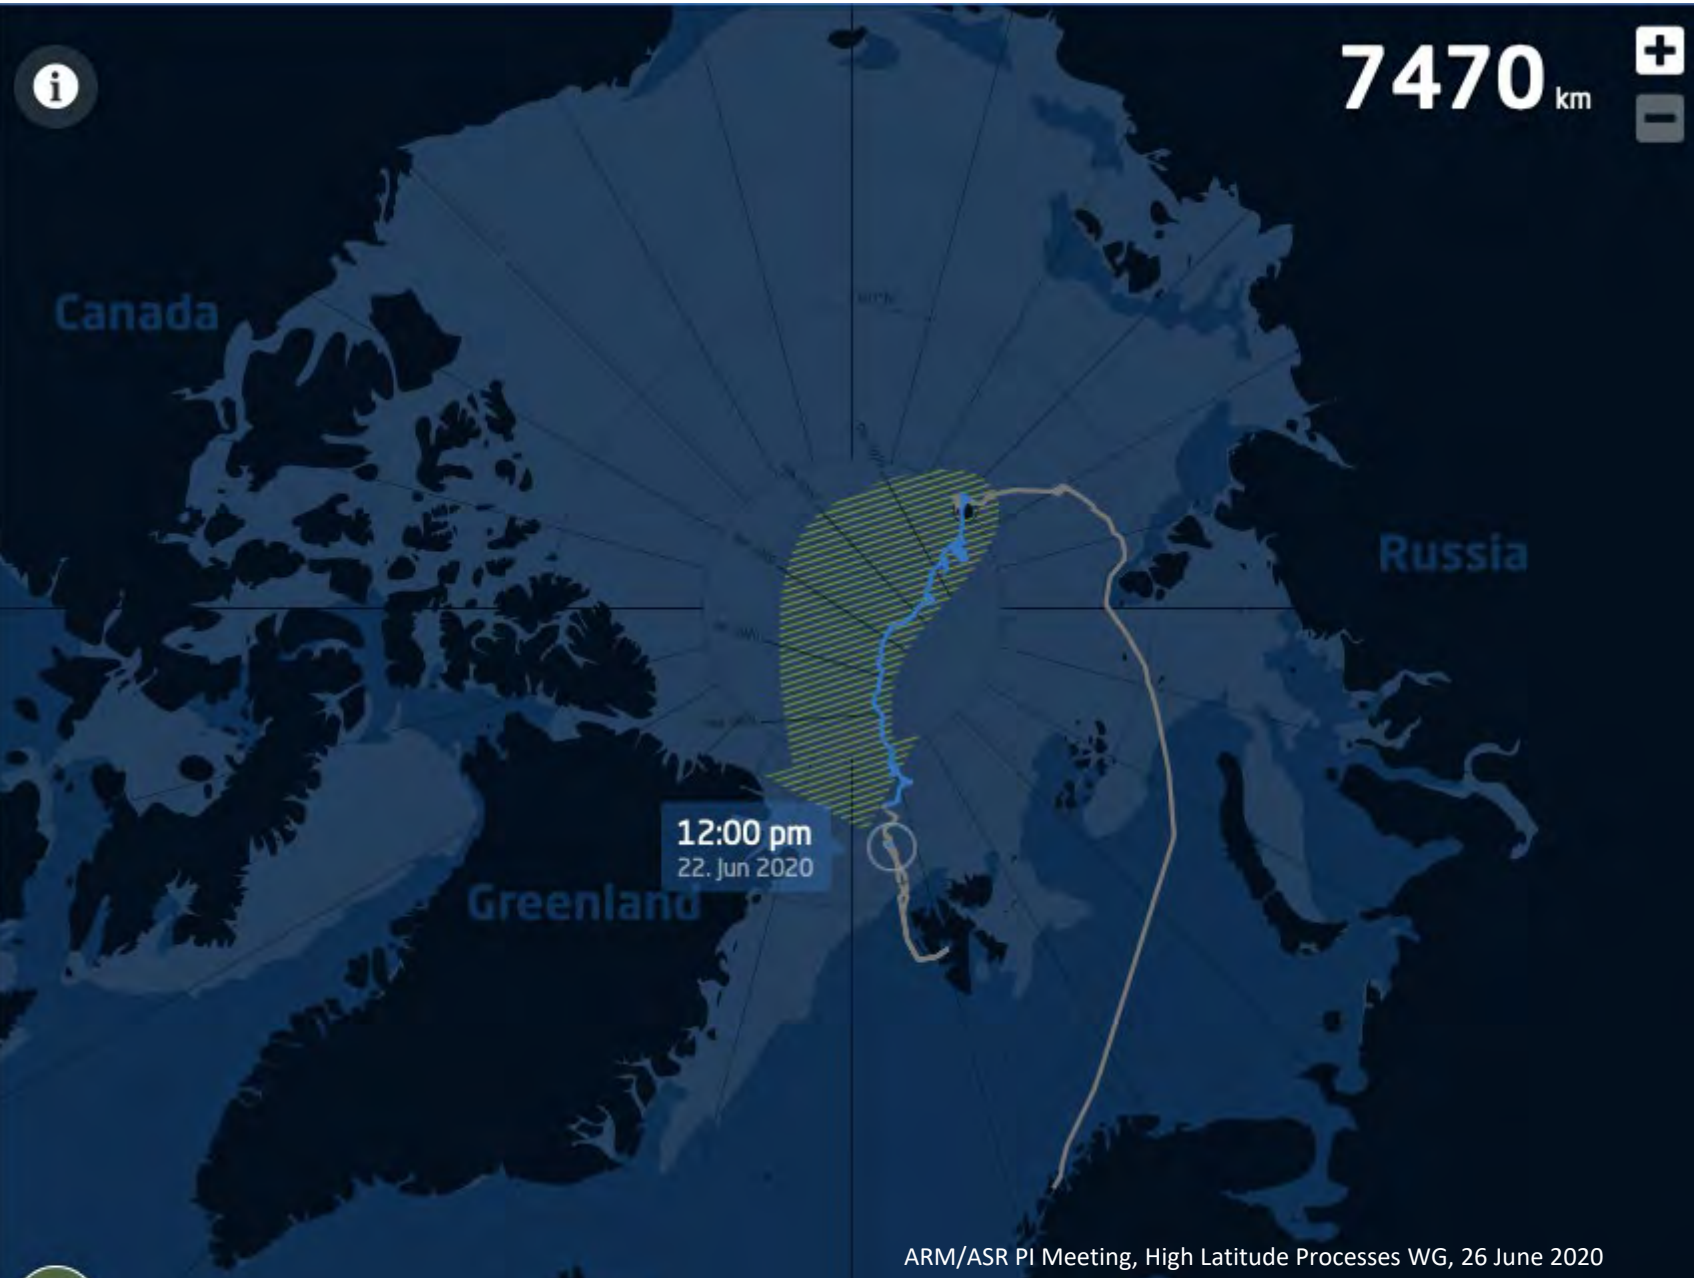 i
7470 km
+
−
Canada
Russia
12:00 pm
22. Jun 2020
Greenland
ARM/ASR PI Meeting, High Latitude Processes WG, 26 June 2020